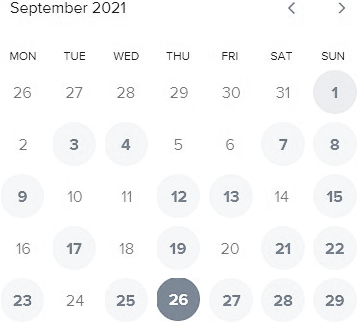 September 2021
MON TUE WED THU FRI SAT SUN
26 27 28 29 30 31 1
2 3 4 5 6 7 8
9 10 11 12 13 14 15
16 17 18 19 20 21 22
23 24 25 26 27 28 29